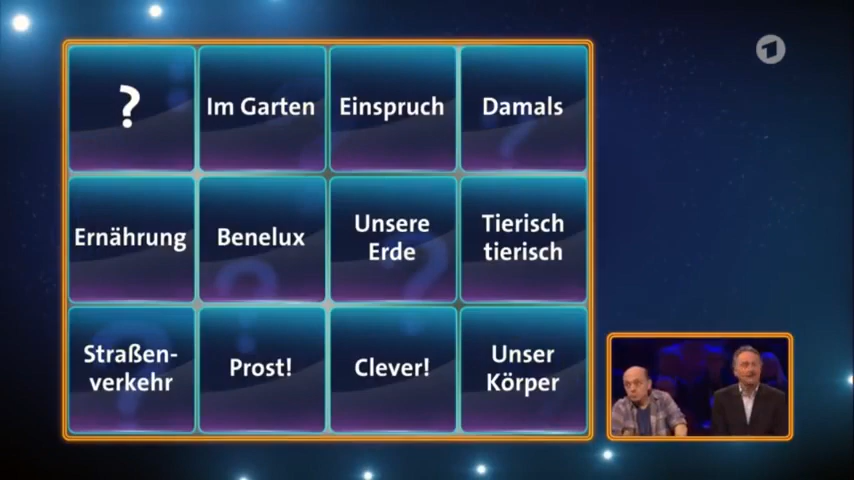 ?
Im Garten
Einspruch
Damals
Ernährung
Benelux
Unsere
Erde
Tierisch
tierisch
Straßen-
verkehr
Prost!
Clever!
Unser
Körper
1